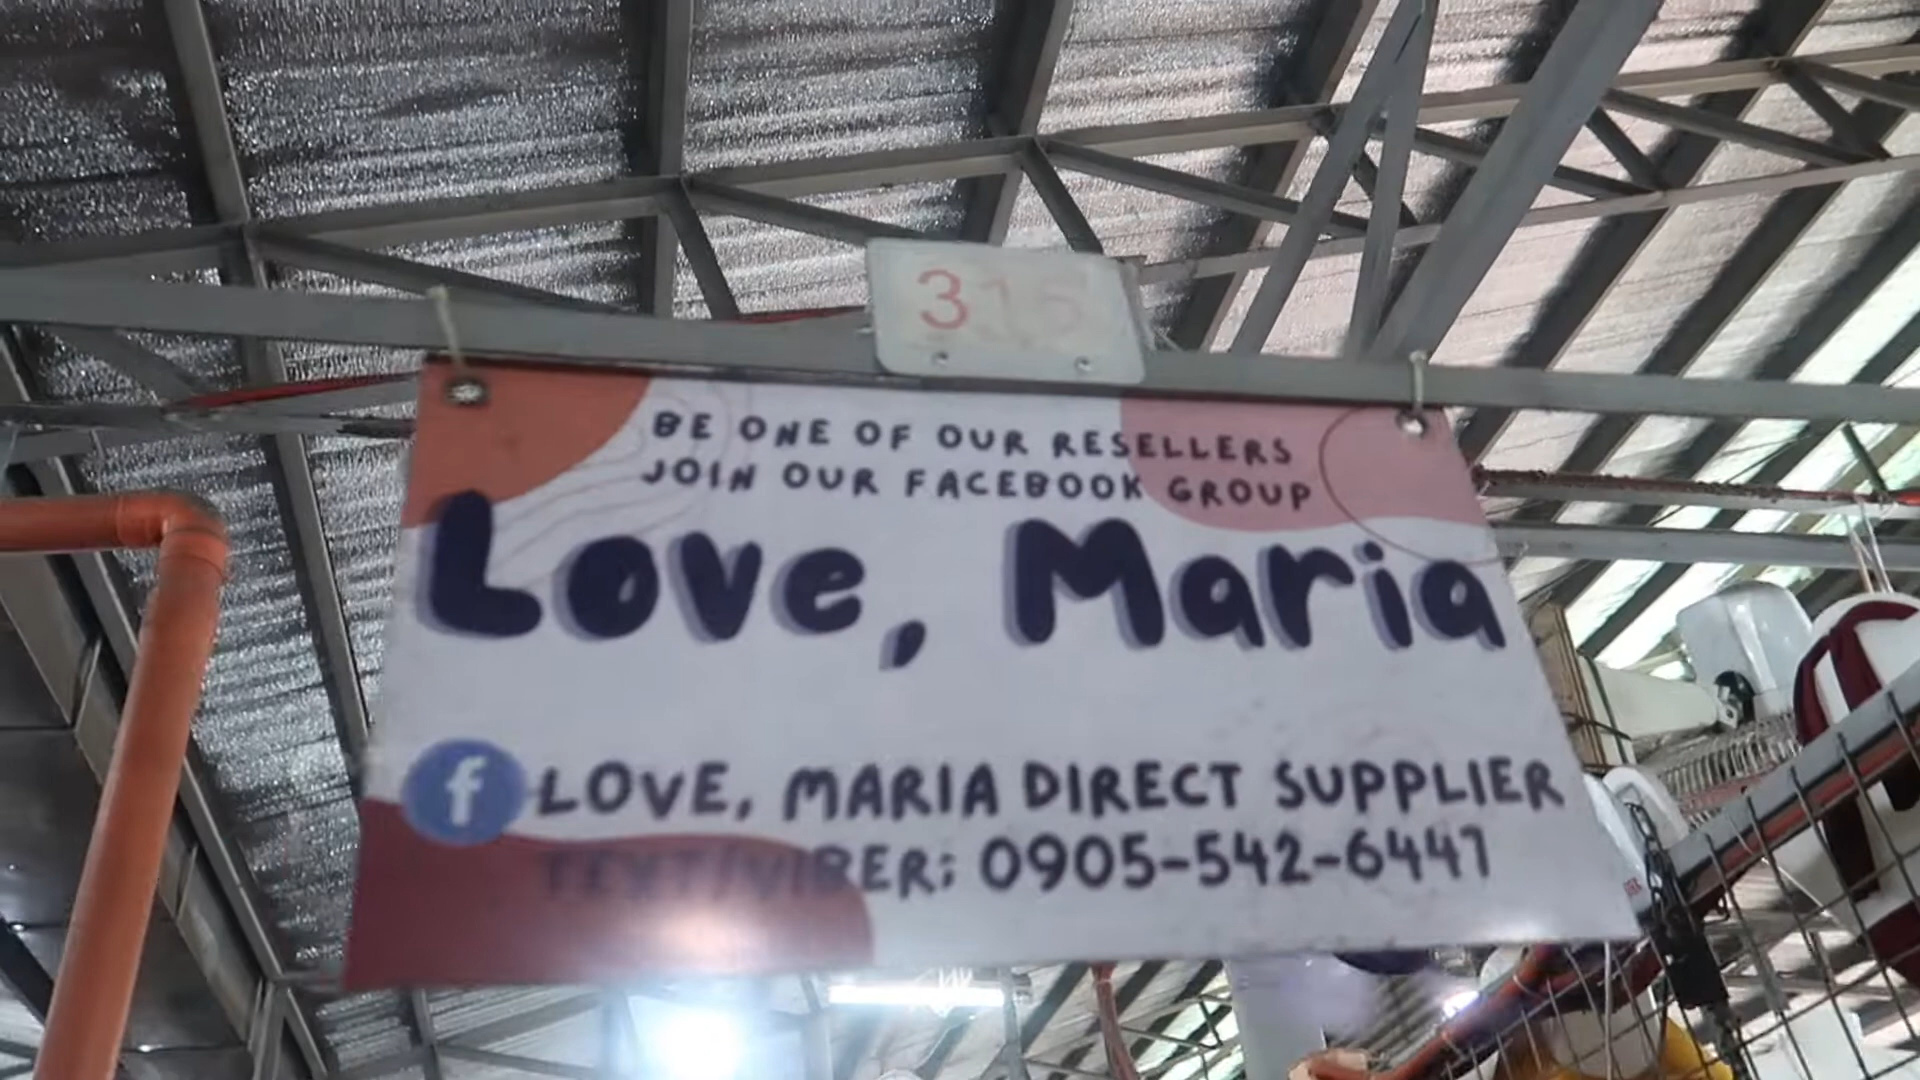 315
BE ONE OF OUR RESELLERS
JOIN OUR FACEBOOK GROUP
Love, Maria
f LOVE, MARIA DIRECT SUPPLIER
TEXT/VIBER: 0905-542-6447